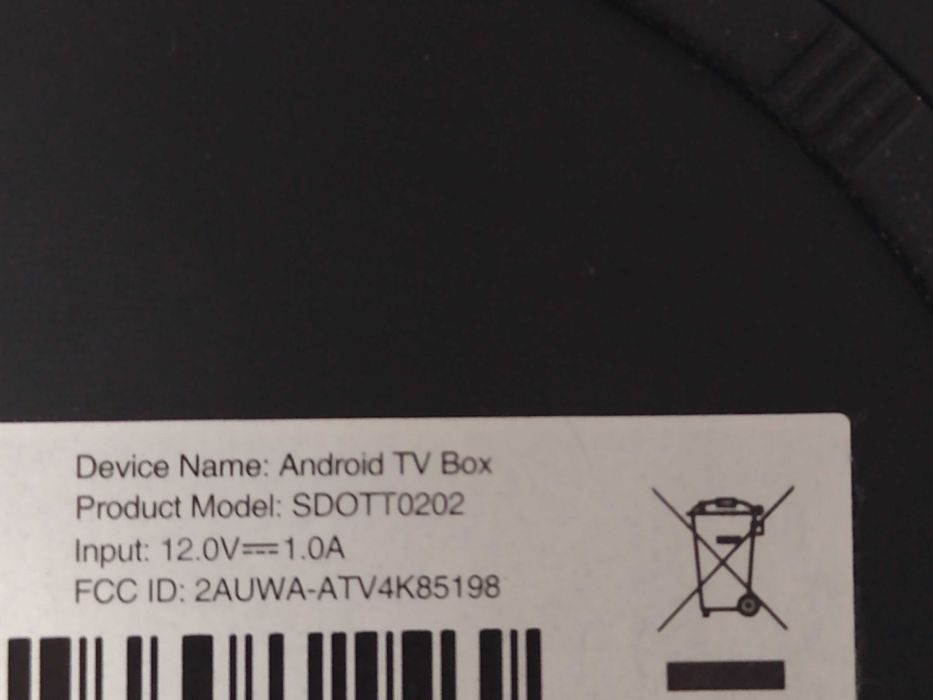 Device Name: Android TV Box
Product Model: SDOTT0202
Input: 12.0V⎓1.0A
FCC ID: 2AUWA-ATV4K85198